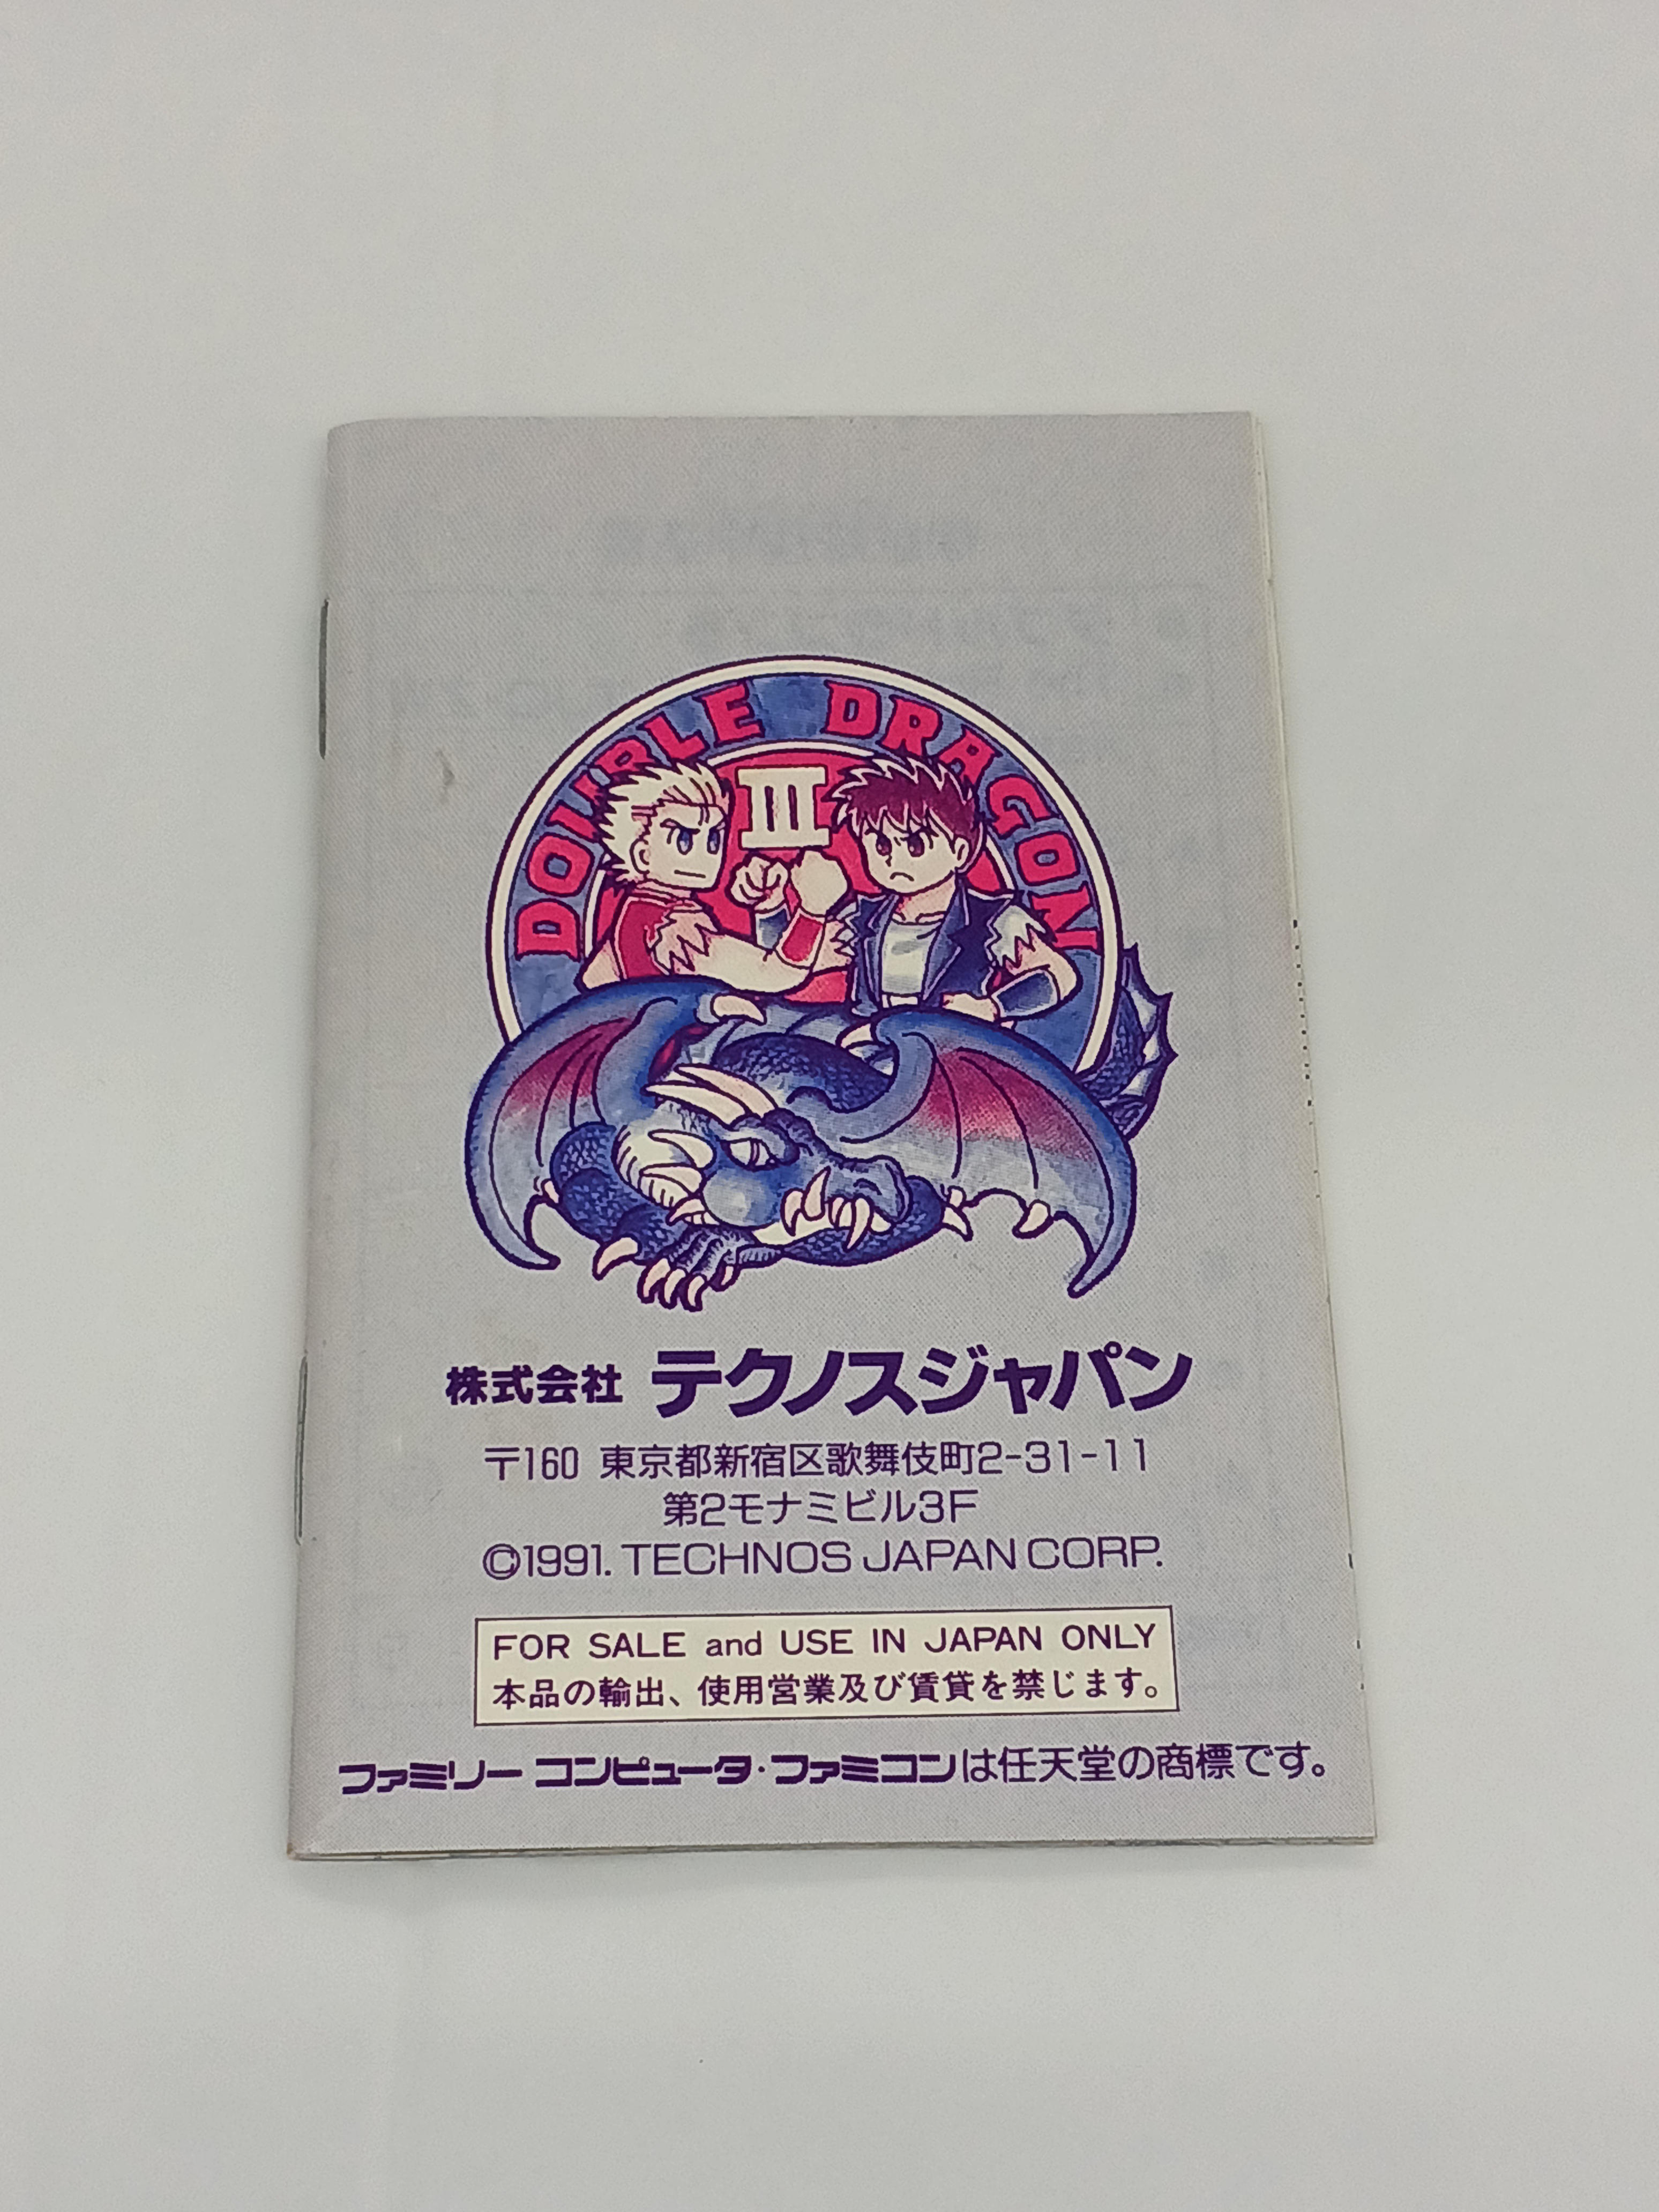 DOUBLE DRAGON
III
株式会社 テクノスジャパン
〒160 東京都新宿区歌舞伎町2-31-11
第2モナミビル3F
©1991. TECHNOS JAPAN CORP.
FOR SALE and USE IN JAPAN ONLY
本品の輸出、使用営業及び賃貸を禁じます。
ファミリー コンピュータ・ファミコンは任天堂の商標です。